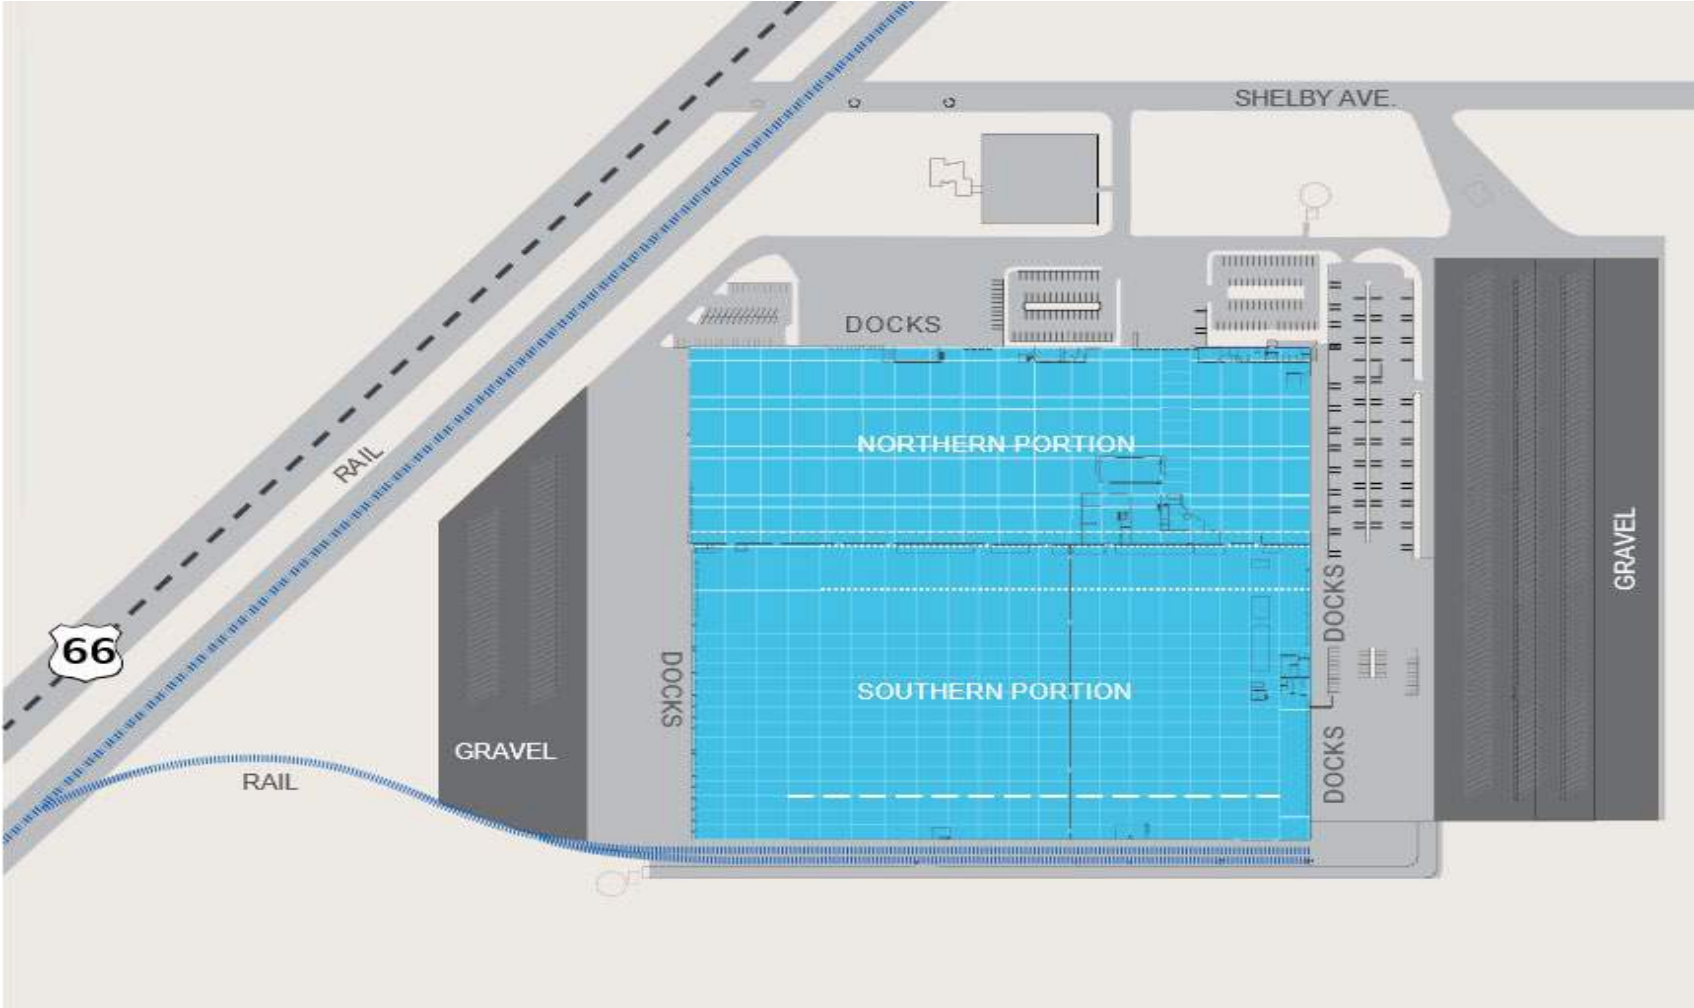 SHELBY AVE.
DOCKS
NORTHERN PORTION
RAIL
GRAVEL
DOCKS
66
DOCKS
SOUTHERN PORTION
GRAVEL
DOCKS
RAIL